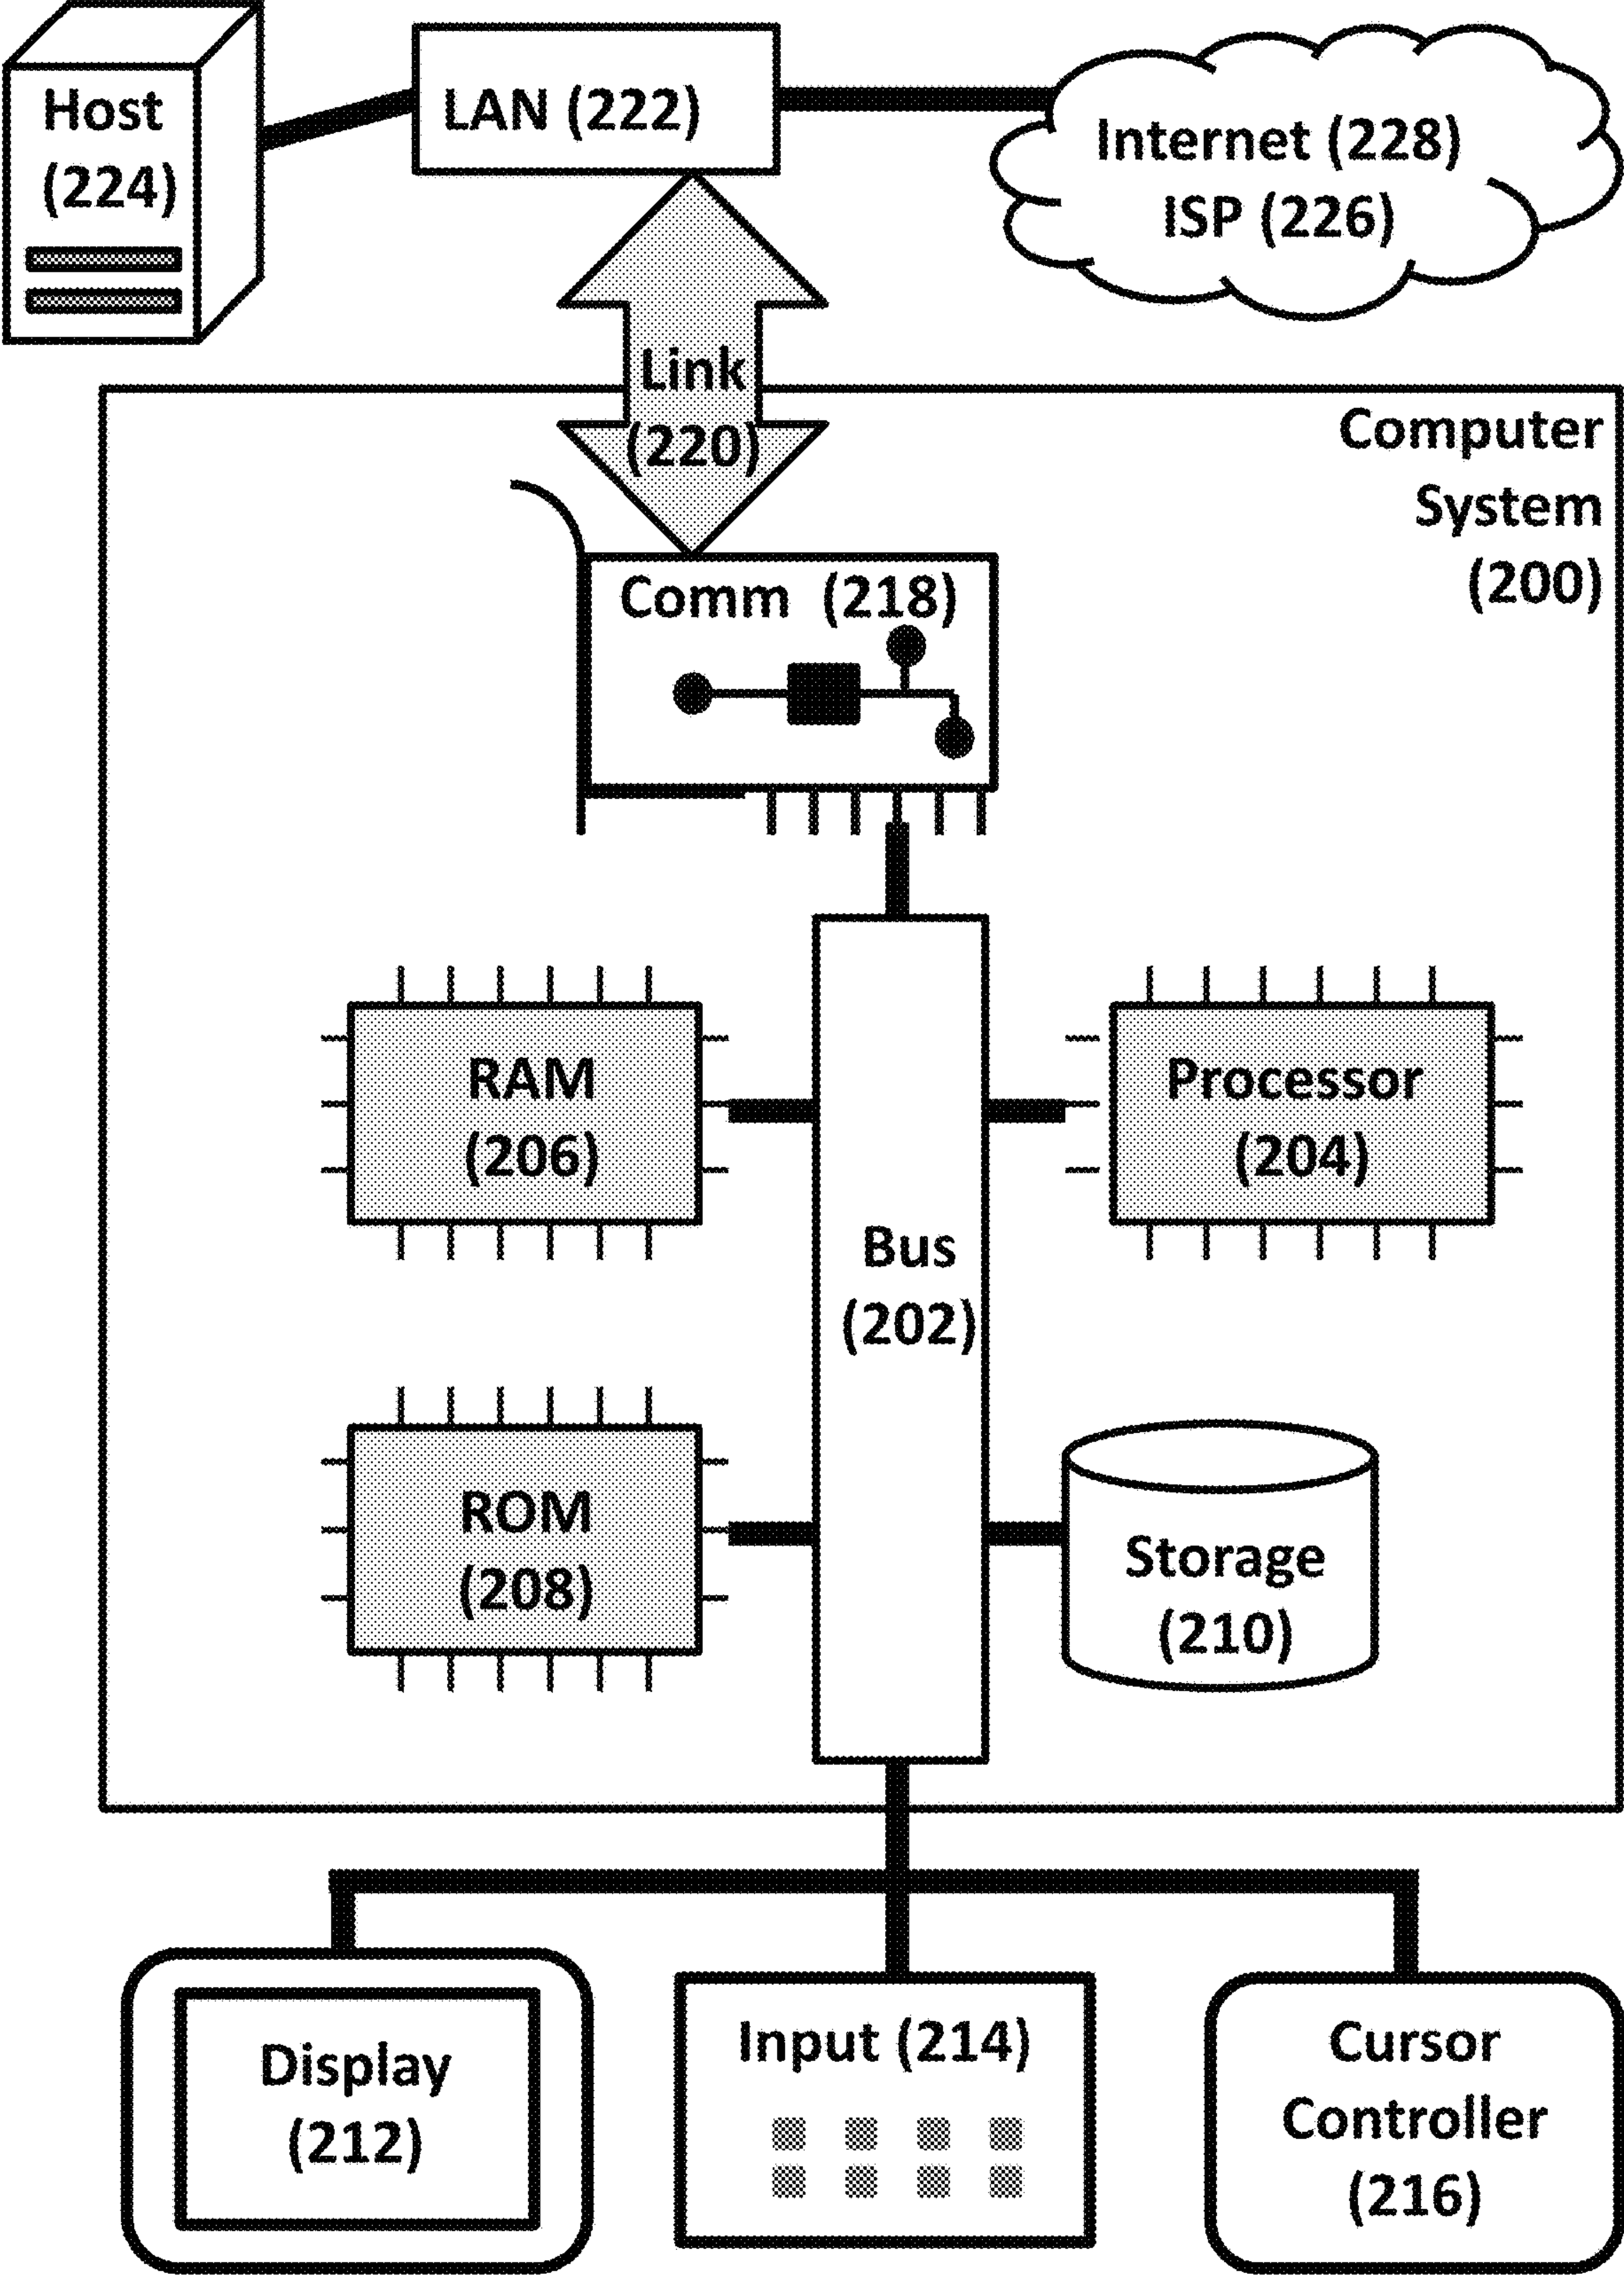 Host
(224)
LAN (222)
Internet (228)
ISP (226)
Link
(220)
Computer
System
(200)
Comm (218)
RAM
(206)
Processor
(204)
Bus
(202)
ROM
(208)
Storage
(210)
Display
(212)
Input (214)
Cursor
Controller
(216)